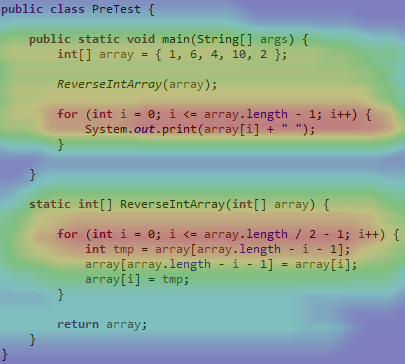 public class PreTest {
public static void main(String[] args) {
int[] array = { 1, 6, 4, 10, 2 };
ReverseIntArray(array);
for (int i = 0; i <= array.length - 1; i++) {
System.out.print(array[i] + " ");
}
}
static int[] ReverseIntArray(int[] array) {
for (int i = 0; i <= array.length / 2 - 1; i++) {
int tmp = array[array.length - i - 1];
array[array.length - i - 1] = array[i];
array[i] = tmp;
}
return array;
}
}